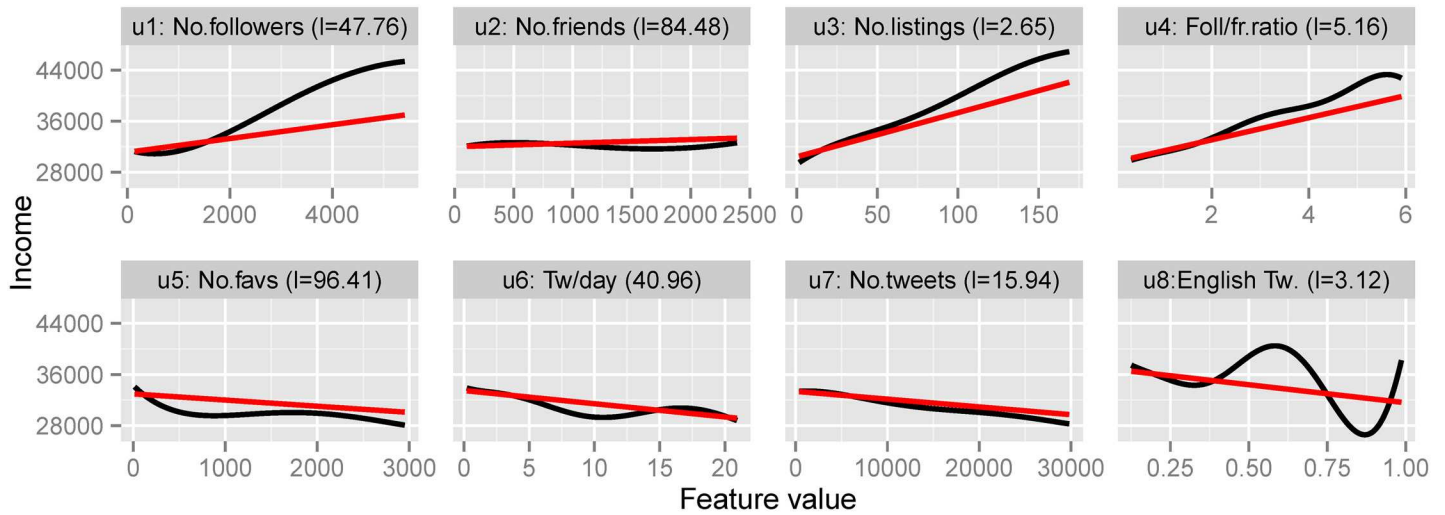 u1: No.followers (l=47.76)
u2: No.friends (l=84.48)
u3: No.listings (l=2.65)
u4: Foll/fr.ratio (l=5.16)
44000
36000
28000
0 2000 4000
0 500 1000 1500 2000 2500
0 50 100 150
2 4 6
Income
u5: No.favs (l=96.41)
u6: Tw/day (40.96)
u7: No.tweets (l=15.94)
u8:English Tw. (l=3.12)
44000
36000
28000
0 1000 2000 3000
0 5 10 15 20
0 10000 20000 30000
0.25 0.50 0.75 1.00
Feature value